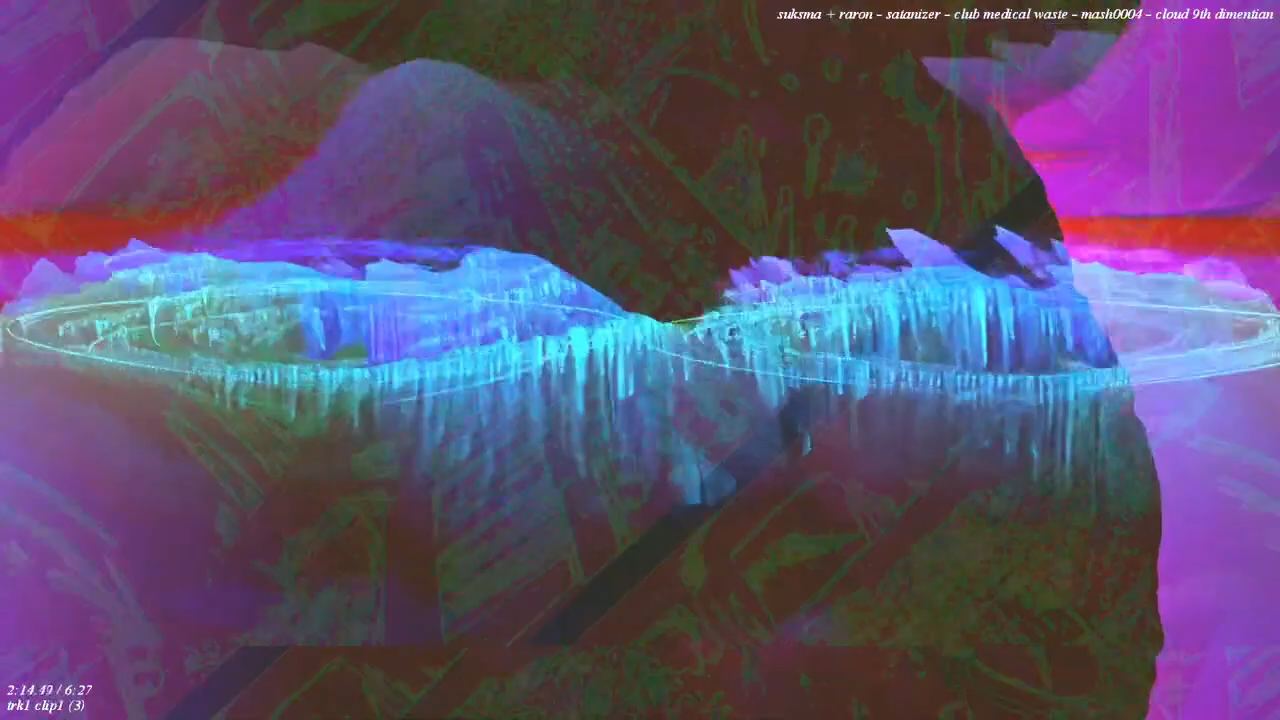 suksma + raron - satanizer - club medical waste - mash0004 - cloud 9th dimentian
2:14.49 / 6:27
trk1 clip1 (3)